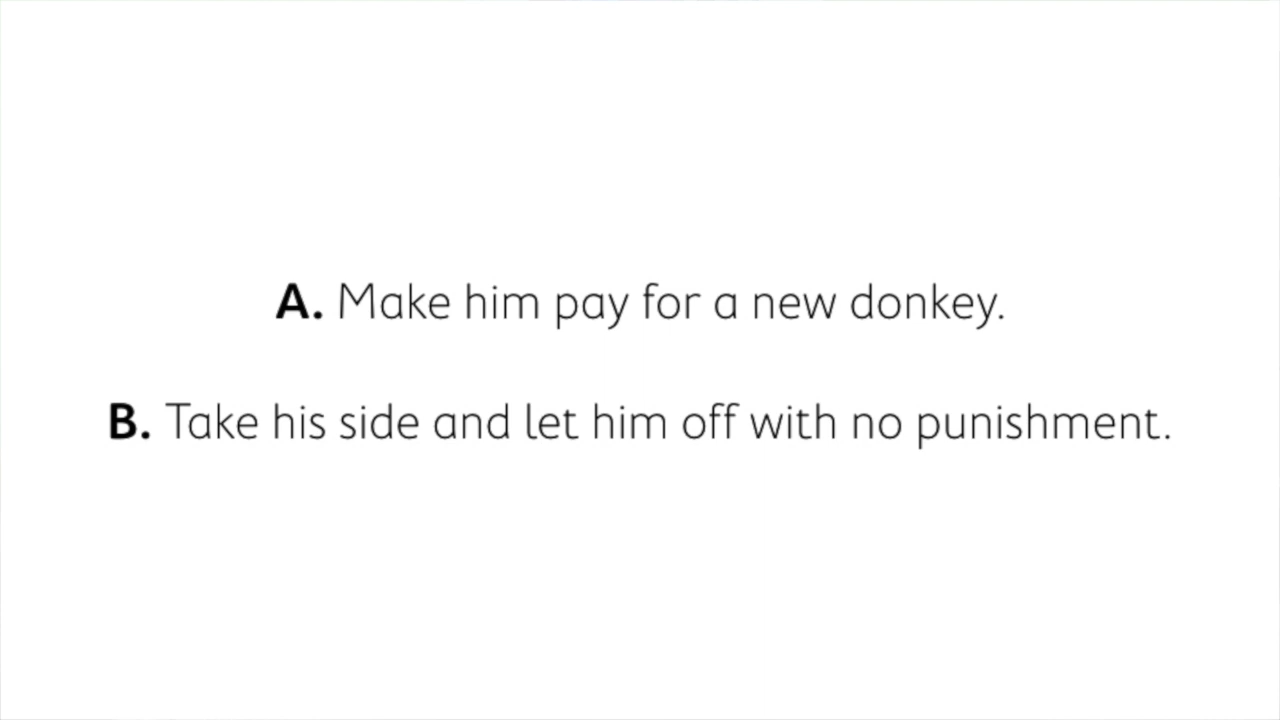 A. Make him pay for a new donkey.
B. Take his side and let him off with no punishment.